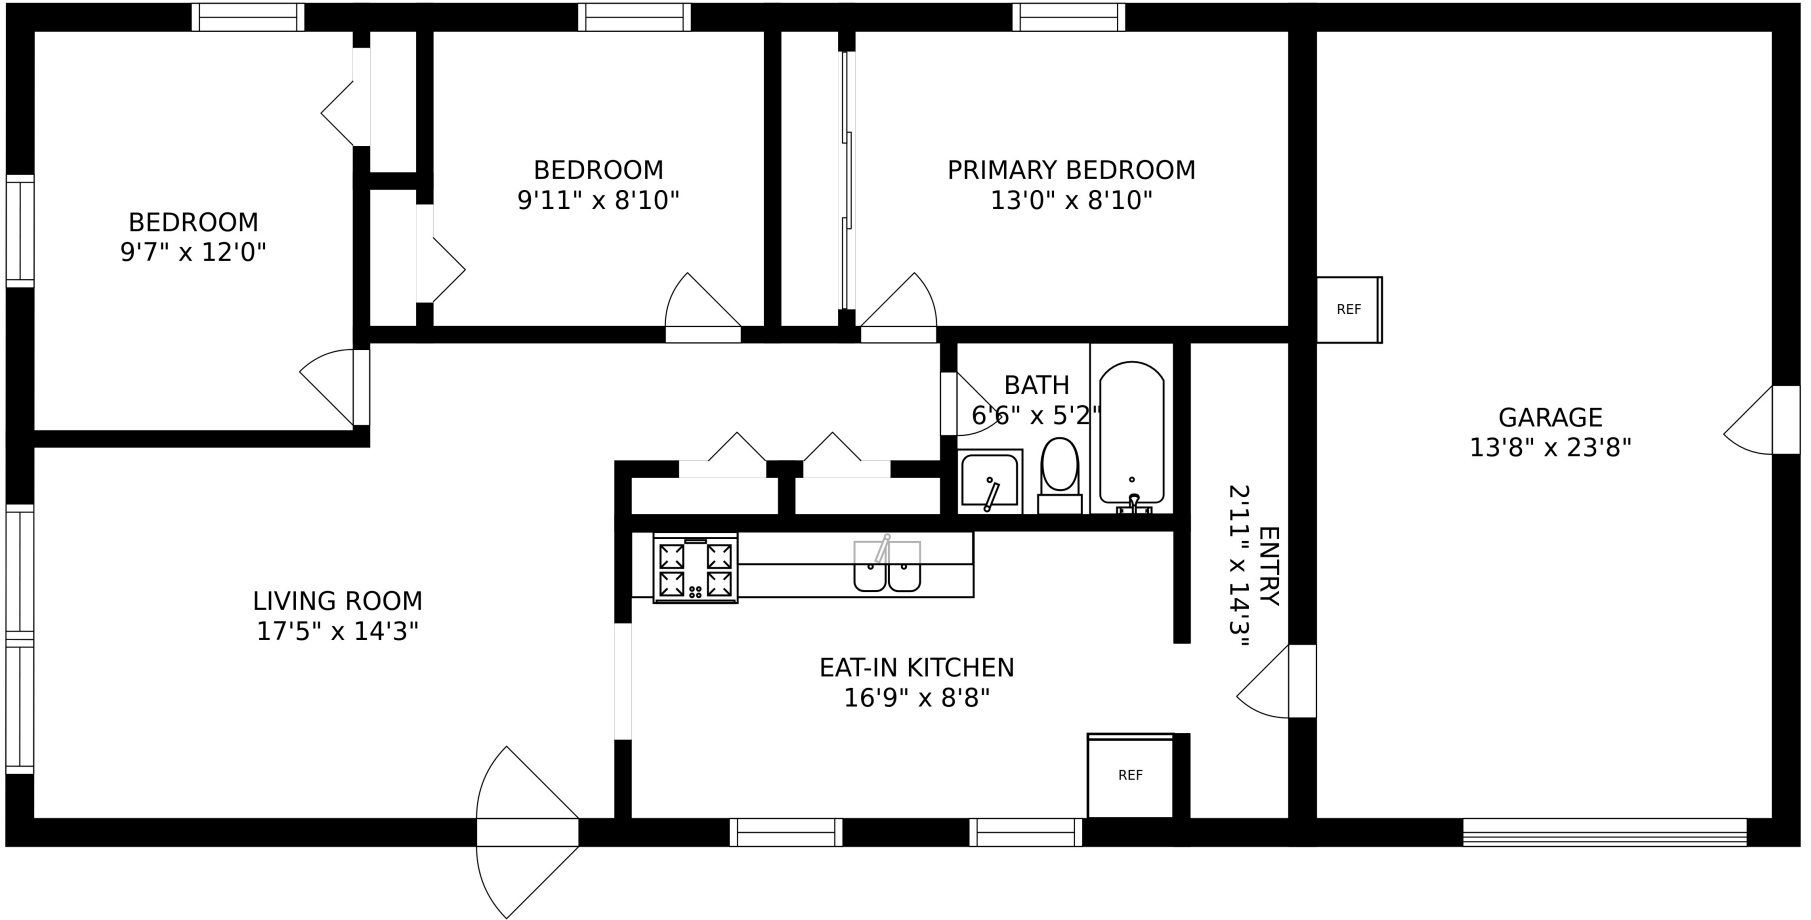 BEDROOM
9'7" x 12'0"
BEDROOM
9'11" x 8'10"
PRIMARY BEDROOM
13'0" x 8'10"
REF
BATH
6'6" x 5'2"
GARAGE
13'8" x 23'8"
ENTRY
2'11" x 14'3"
LIVING ROOM
17'5" x 14'3"
EAT-IN KITCHEN
16'9" x 8'8"
REF